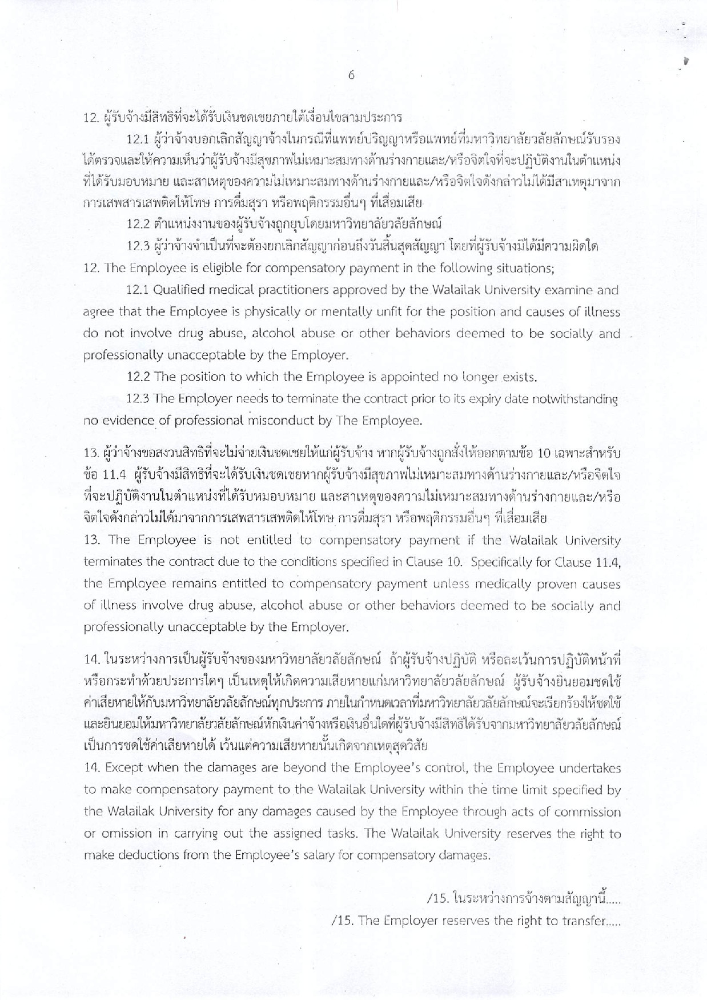 6
12. ผู้รับจ้างมีสิทธิที่จะได้รับเงินชดเชยภายใต้เงื่อนไขสามประการ
12.1 ผู้ว่าจ้างบอกเลิกสัญญาจ้างในกรณีที่แพทย์ปริญญาหรือแพทย์ที่มหาวิทยาลัยวลัยลักษณ์รับรอง
ได้ตรวจและให้ความเห็นว่าผู้รับจ้างมีสุขภาพไม่เหมาะสมทางด้านร่างกายและ/หรือจิตใจที่จะปฏิบัติงานในตำแหน่ง
ที่ได้รับมอบหมาย และสาเหตุของความไม่เหมาะสมทางด้านร่างกายและ/หรือจิตใจดังกล่าวไม่ได้มีสาเหตุมาจาก
การเสพสารเสพติดให้โทษ การดื่มสุรา หรือพฤติกรรมอื่นๆ ที่เสื่อมเสีย
12.2 ตำแหน่งงานของผู้รับจ้างถูกยุบโดยมหาวิทยาลัยวลัยลักษณ์
12.3 ผู้ว่าจ้างจำเป็นที่จะต้องยกเลิกสัญญาก่อนถึงวันสิ้นสุดสัญญา โดยที่ผู้รับจ้างมิได้มีความผิดใด
12. The Employee is eligible for compensatory payment in the following situations;
12.1 Qualified medical practitioners approved by the Walailak University examine and
agree that the Employee is physically or mentally unfit for the position and causes of illness
do not involve drug abuse, alcohol abuse or other behaviors deemed to be socially and
professionally unacceptable by the Employer.
12.2 The position to which the Employee is appointed no longer exists.
12.3 The Employer needs to terminate the contract prior to its expiry date notwithstanding
no evidence of professional misconduct by The Employee.
13. ผู้ว่าจ้างขอสงวนสิทธิที่จะไม่จ่ายเงินชดเชยให้แก่ผู้รับจ้าง หากผู้รับจ้างถูกสั่งให้ออกตามข้อ 10 เฉพาะสำหรับ
ข้อ 11.4 ผู้รับจ้างมีสิทธิที่จะได้รับเงินชดเชยหากผู้รับจ้างมีสุขภาพไม่เหมาะสมทางด้านร่างกายและ/หรือจิตใจ
ที่จะปฏิบัติงานในตำแหน่งที่ได้รับหมอบหมาย และสาเหตุของความไม่เหมาะสมทางด้านร่างกายและ/หรือ
จิตใจดังกล่าวไม่ได้มาจากการเสพสารเสพติดให้โทษ การดื่มสุรา หรือพฤติกรรมอื่นๆ ที่เสื่อมเสีย
13. The Employee is not entitled to compensatory payment if the Walailak University
terminates the contract due to the conditions specified in Clause 10. Specifically for Clause 11.4,
the Employee remains entitled to compensatory payment unless medically proven causes
of illness involve drug abuse, alcohol abuse or other behaviors deemed to be socially and
professionally unacceptable by the Employer.
14. ในระหว่างการเป็นผู้รับจ้างของมหาวิทยาลัยวลัยลักษณ์ ถ้าผู้รับจ้างปฏิบัติ หรือละเว้นการปฏิบัติหน้าที่
หรือกระทำด้วยประการใดๆ เป็นเหตุให้เกิดความเสียหายแก่มหาวิทยาลัยวลัยลักษณ์ ผู้รับจ้างยินยอมชดใช้
ค่าเสียหายให้กับมหาวิทยาลัยวลัยลักษณ์ทุกประการ ภายในกำหนดเวลาที่มหาวิทยาลัยวลัยลักษณ์จะเรียกร้องให้ชดใช้
และยินยอมให้มหาวิทยาลัยวลัยลักษณ์หักเงินค่าจ้างหรือเงินอื่นใดที่ผู้รับจ้างมีสิทธิได้รับจากมหาวิทยาลัยวลัยลักษณ์
เป็นการชดใช้ค่าเสียหายได้ เว้นแต่ความเสียหายนั้นเกิดจากเหตุสุดวิสัย
14. Except when the damages are beyond the Employee's control, the Employee undertakes
to make compensatory payment to the Walailak University within the time limit specified by
the Walailak University for any damages caused by the Employee through acts of commission
or omission in carrying out the assigned tasks. The Walailak University reserves the right to
make deductions from the Employee's salary for compensatory damages.
/15. ในระหว่างการจ้างตามสัญญานี้.....
/15. The Employer reserves the right to transfer.....